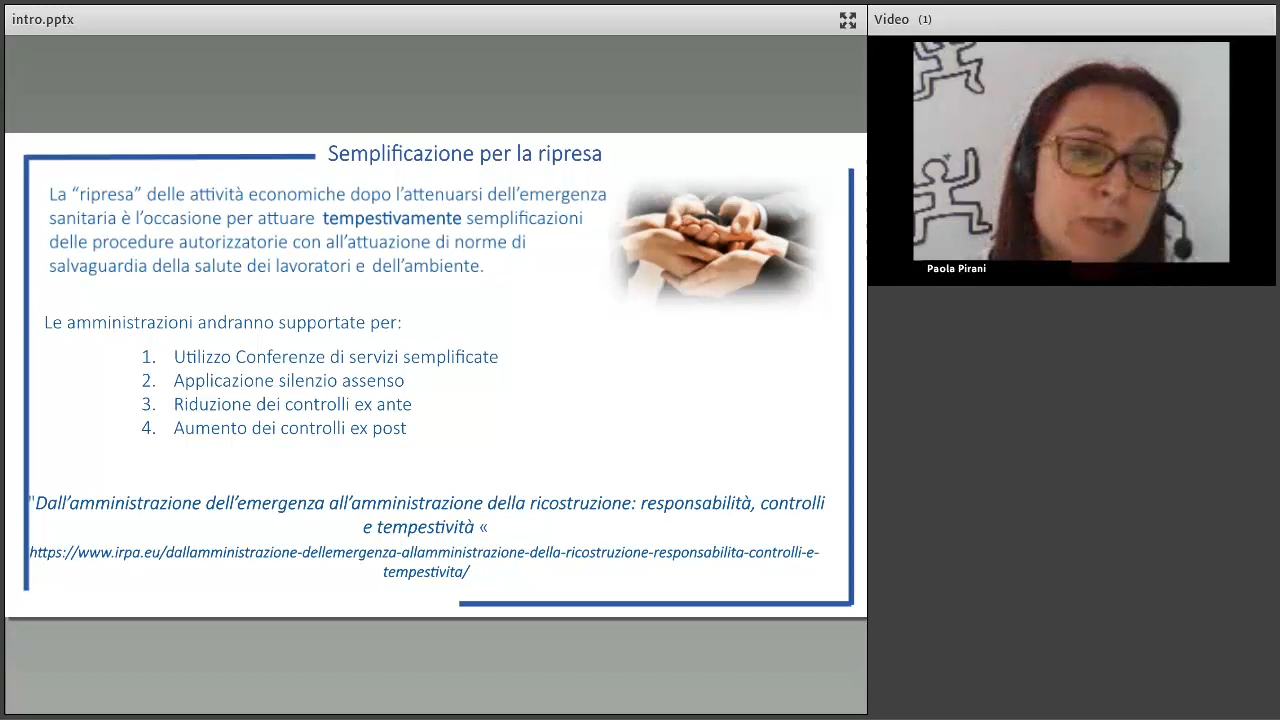 intro.pptx
Video (1)
Semplificazione per la ripresa
La “ripresa” delle attività economiche dopo l’attenuarsi dell’emergenza
sanitaria è l’occasione per attuare tempestivamente semplificazioni
delle procedure autorizzatorie con all’attuazione di norme di
salvaguardia della salute dei lavoratori e dell’ambiente.
Le amministrazioni andranno supportate per:
1. Utilizzo Conferenze di servizi semplificate
2. Applicazione silenzio assenso
3. Riduzione dei controlli ex ante
4. Aumento dei controlli ex post
"Dall’amministrazione dell’emergenza all’amministrazione della ricostruzione: responsabilità, controlli
e tempestività «
https://www.irpa.eu/dallamministrazione-dellemergenza-allamministrazione-della-ricostruzione-responsabilita-controlli-e-
tempestivita/
Paola Pirani